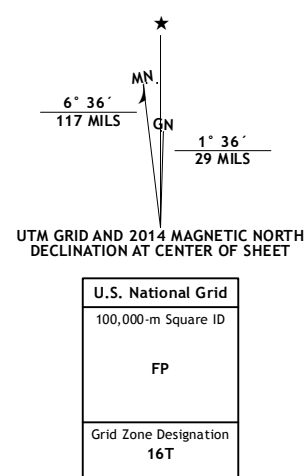 ★
MN.
6° 36´
117 MILS
GN
1° 36´
29 MILS
UTM GRID AND 2014 MAGNETIC NORTH
DECLINATION AT CENTER OF SHEET
U.S. National Grid
100,000-m Square ID
FP
Grid Zone Designation
16T